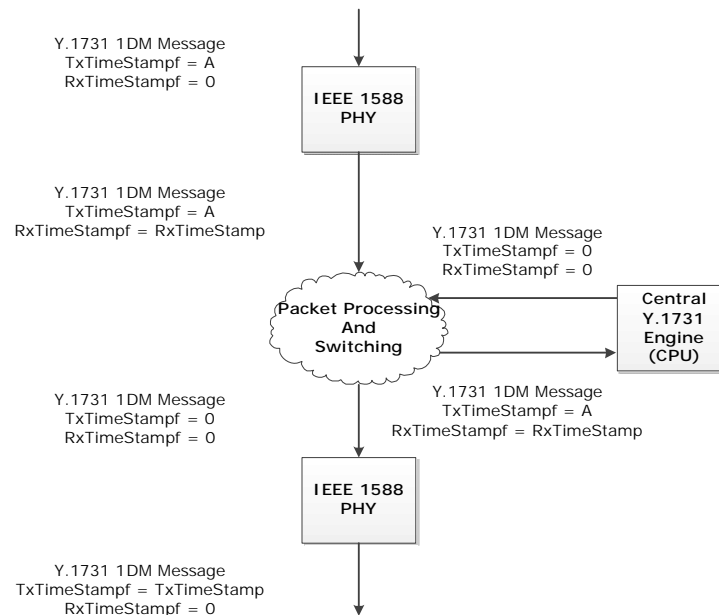 Y.1731 1DM Message
TxTimeStampf = A
RxTimeStampf = 0
IEEE 1588
PHY
Y.1731 1DM Message
TxTimeStampf = A
RxTimeStampf = RxTimeStamp
Y.1731 1DM Message
TxTimeStampf = 0
RxTimeStampf = 0
Packet Processing
And
Switching
Central
Y.1731
Engine
(CPU)
Y.1731 1DM Message
TxTimeStampf = 0
RxTimeStampf = 0
Y.1731 1DM Message
TxTimeStampf = A
RxTimeStampf = RxTimeStamp
IEEE 1588
PHY
Y.1731 1DM Message
TxTimeStampf = TxTimeStamp
RxTimeStampf = 0